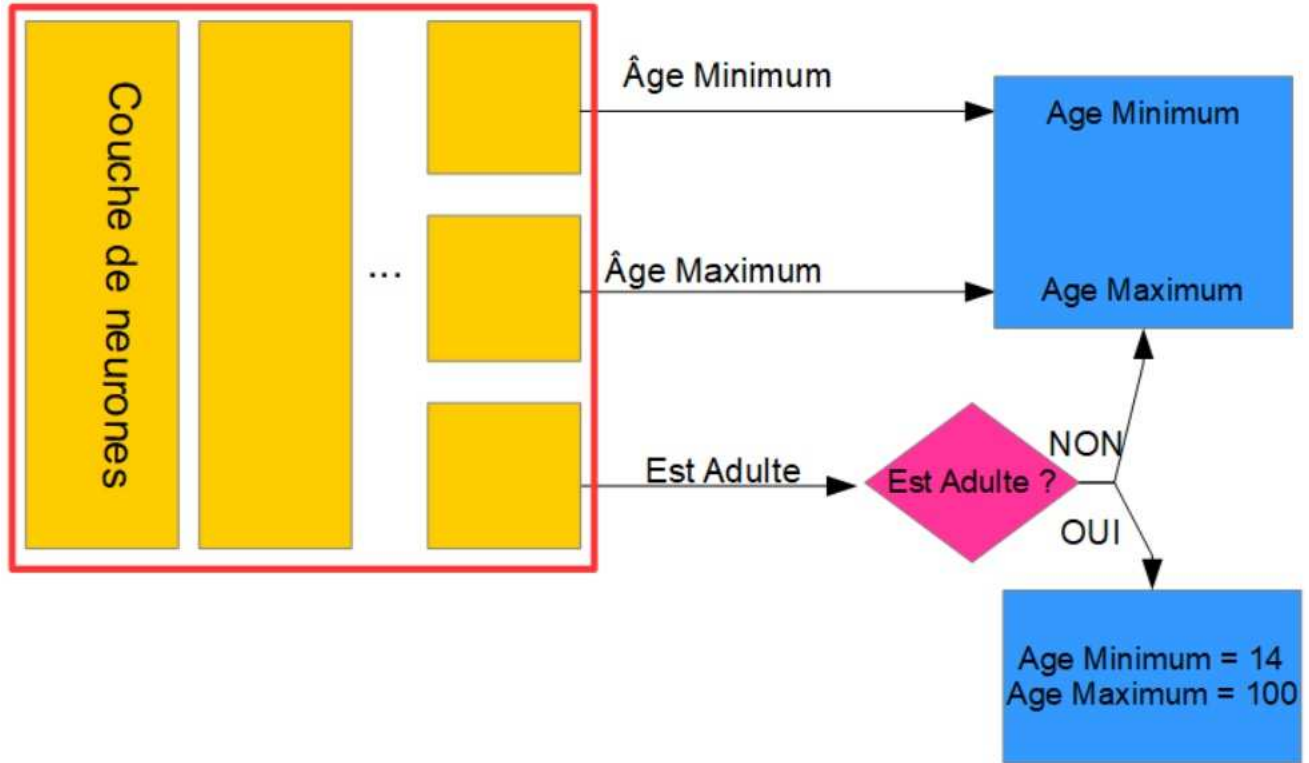 Couche de neurones
...
Âge Minimum
Âge Maximum
Est Adulte
Age Minimum
Age Maximum
Est Adulte ?
NON
OUI
Age Minimum = 14
Age Maximum = 100